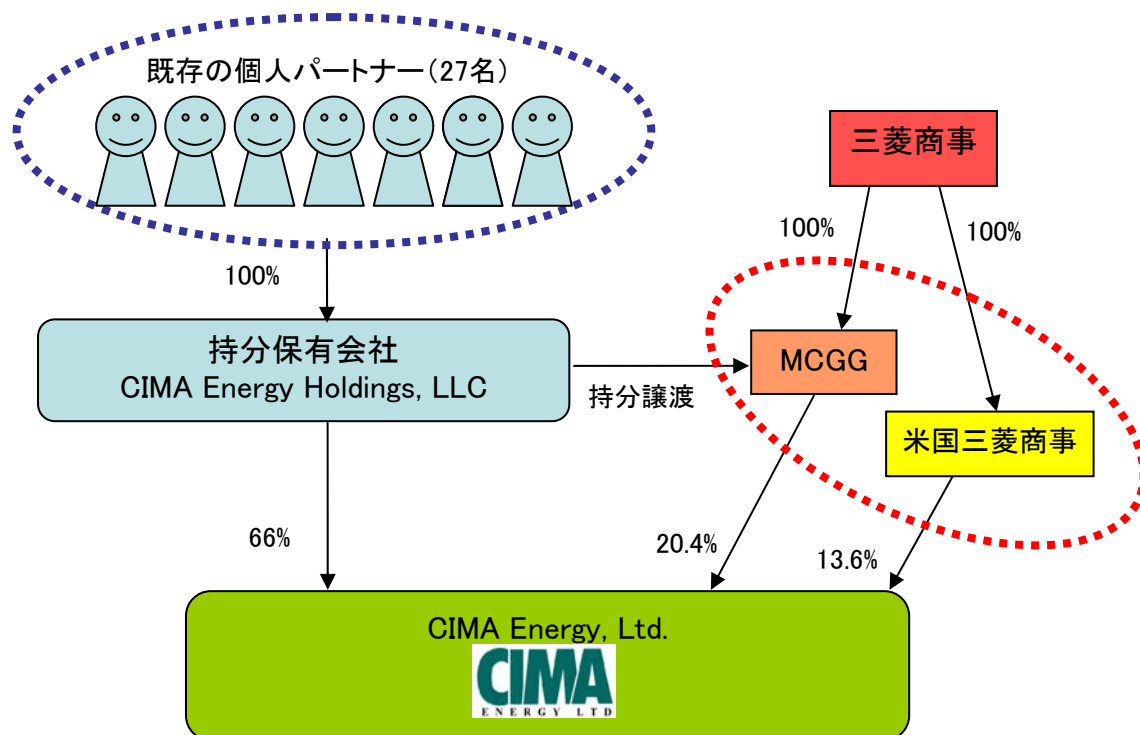 既存の個人パートナー(27名)
三菱商事
100%
100%
100%
持分保有会社
CIMA Energy Holdings, LLC
持分譲渡
MCGG
米国三菱商事
66%
20.4%
13.6%
CIMA Energy, Ltd.
CIMA
ENERGY LTD